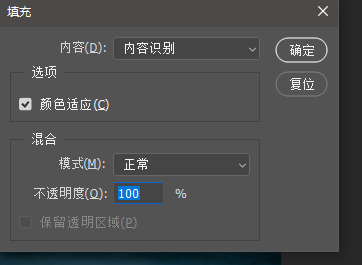 填充
内容(D): 内容识别
确定
选项
复位
颜色适应(C)
混合
模式(M): 正常
不透明度(O): 100 %
保留透明区域(P)